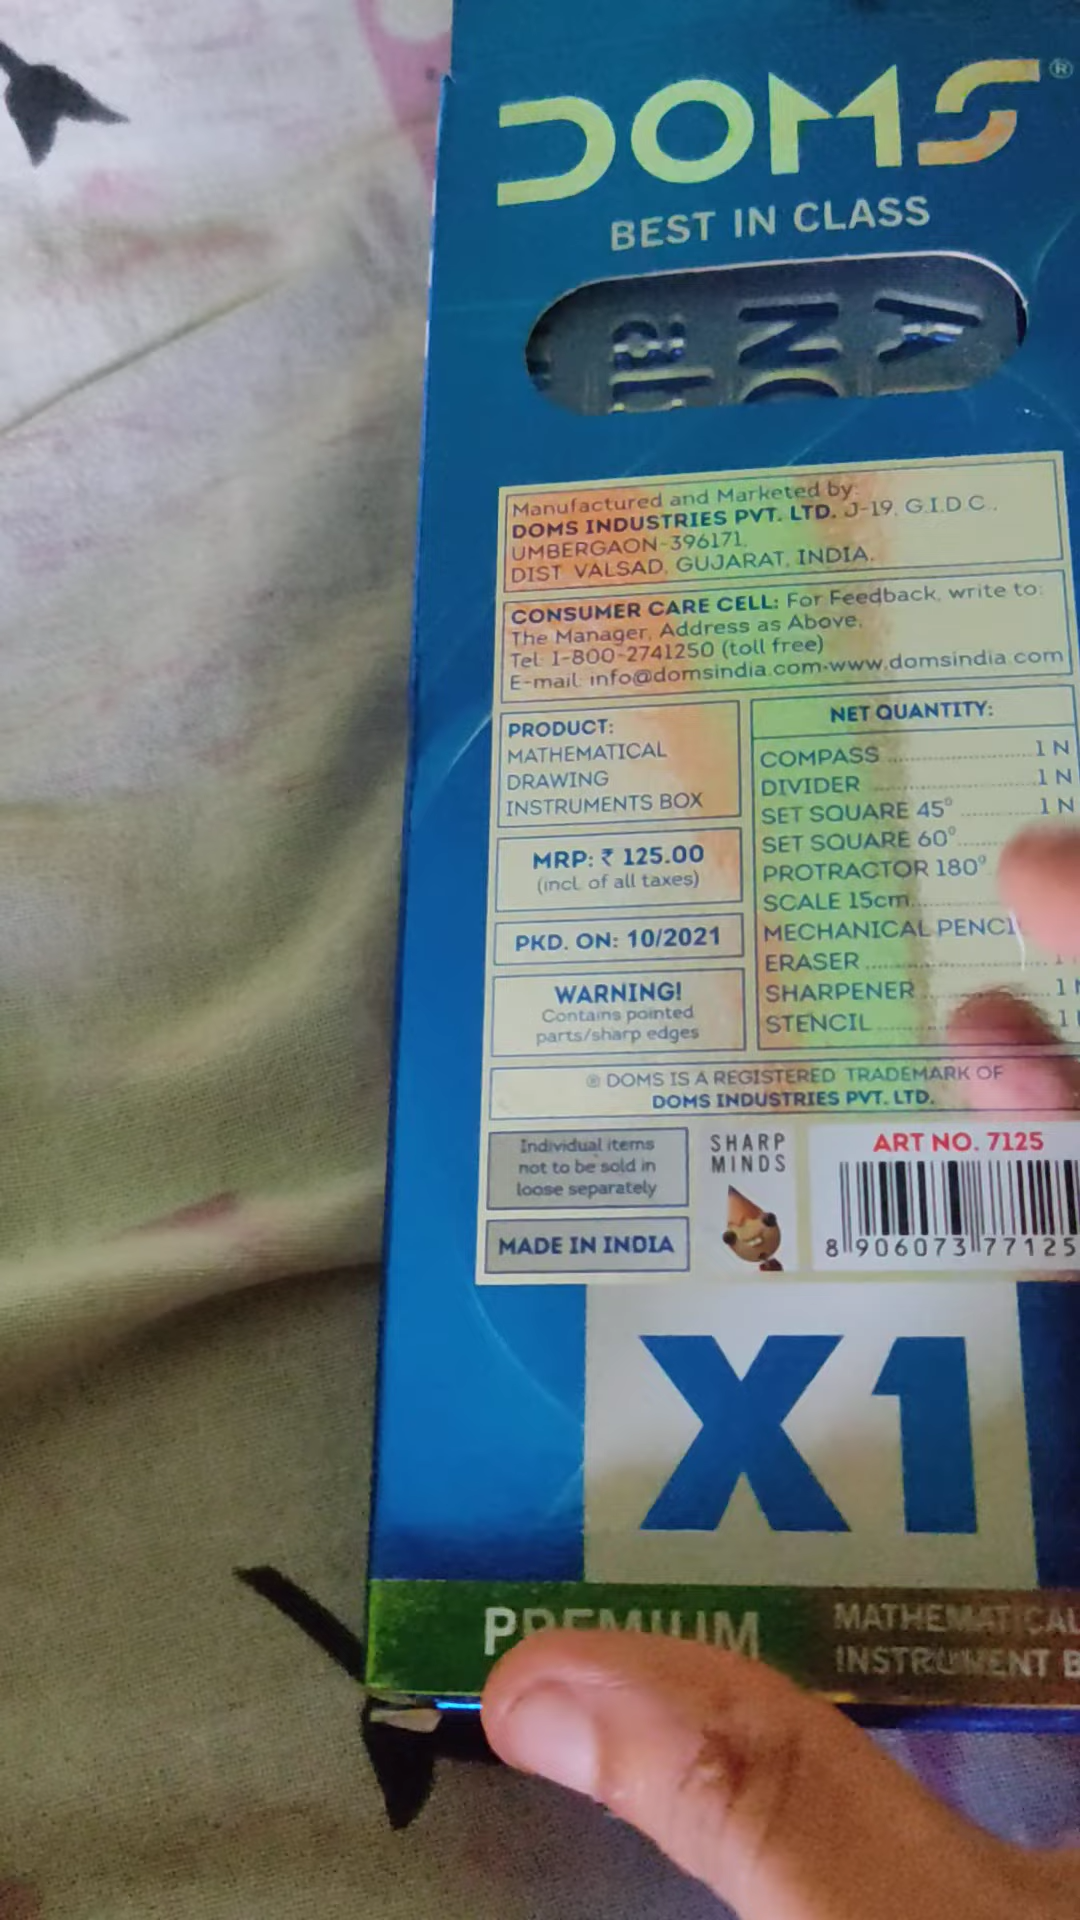 DOMS®
BEST IN CLASS
Manufactured and Marketed by:
DOMS INDUSTRIES PVT. LTD. J-19, G.I.D.C.,
UMBERGAON-396171,
DIST. VALSAD, GUJARAT, INDIA.
CONSUMER CARE CELL: For Feedback, write to:
The Manager, Address as Above,
Tel: 1-800-2741250 (toll free)
E-mail: info@domsindia.com•www.domsindia.com
PRODUCT:
MATHEMATICAL
DRAWING
INSTRUMENTS BOX
MRP: ₹ 125.00
(incl. of all taxes)
PKD. ON: 10/2021
WARNING!
Contains pointed
parts/sharp edges
NET QUANTITY:
COMPASS 1 N
DIVIDER 1 N
SET SQUARE 45° 1 N
SET SQUARE 60°
PROTRACTOR 180°
SCALE 15cm
MECHANICAL PENCI
ERASER
SHARPENER 1 N
STENCIL 1
® DOMS IS A REGISTERED TRADEMARK OF
DOMS INDUSTRIES PVT. LTD.
Individual items
not to be sold in
loose separately
MADE IN INDIA
SHARP
MINDS
ART NO. 7125
8 906073 77125
X1
PREMIUM
MATHEMATICAL
INSTRUMENT B